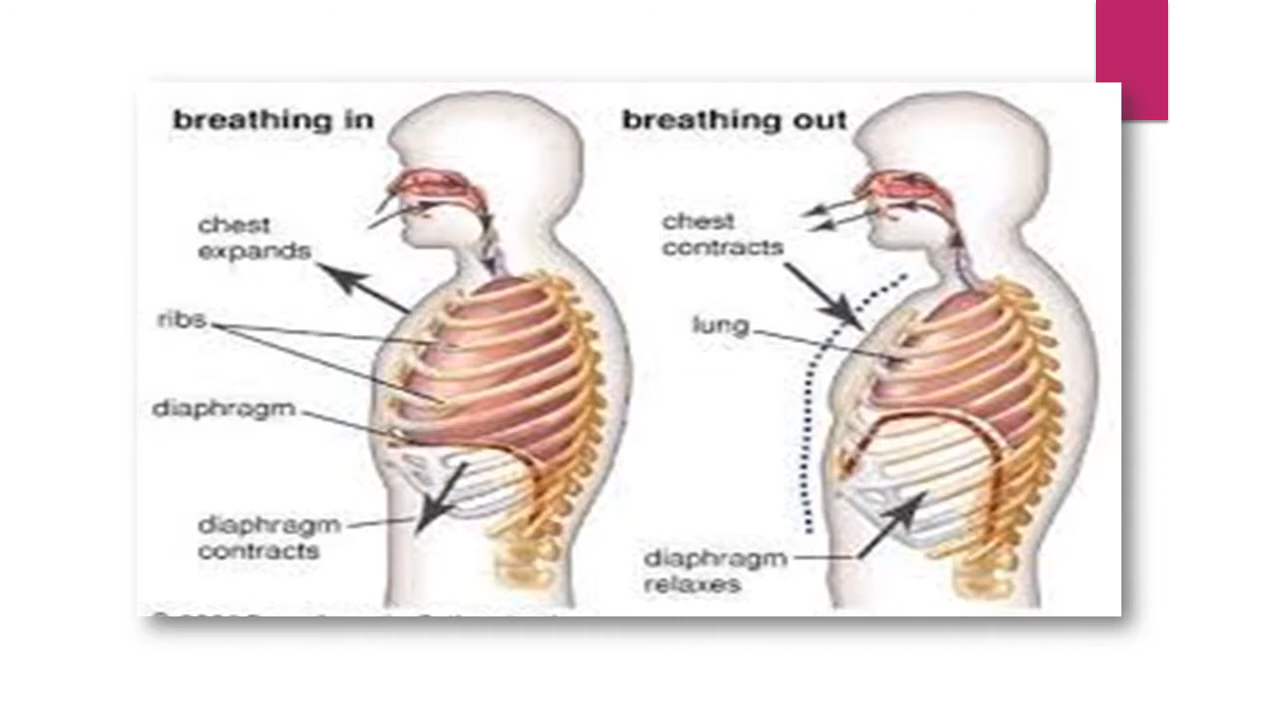 breathing in
chest
expands
ribs
diaphragm
diaphragm
contracts
breathing out
chest
contracts
lung
diaphragm
relaxes